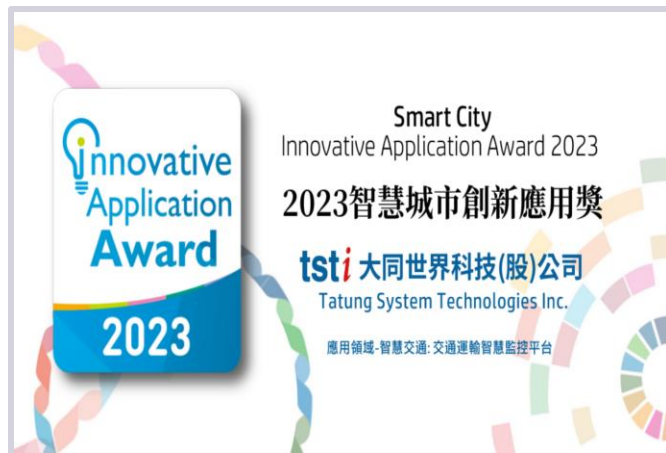 innovative
Application
Award
2023
Smart City
Innovative Application Award 2023
2023智慧城市創新應用獎
tsti 大同世界科技(股)公司
Tatung System Technologies Inc.
應用領域-智慧交通: 交通運輸智慧監控平台